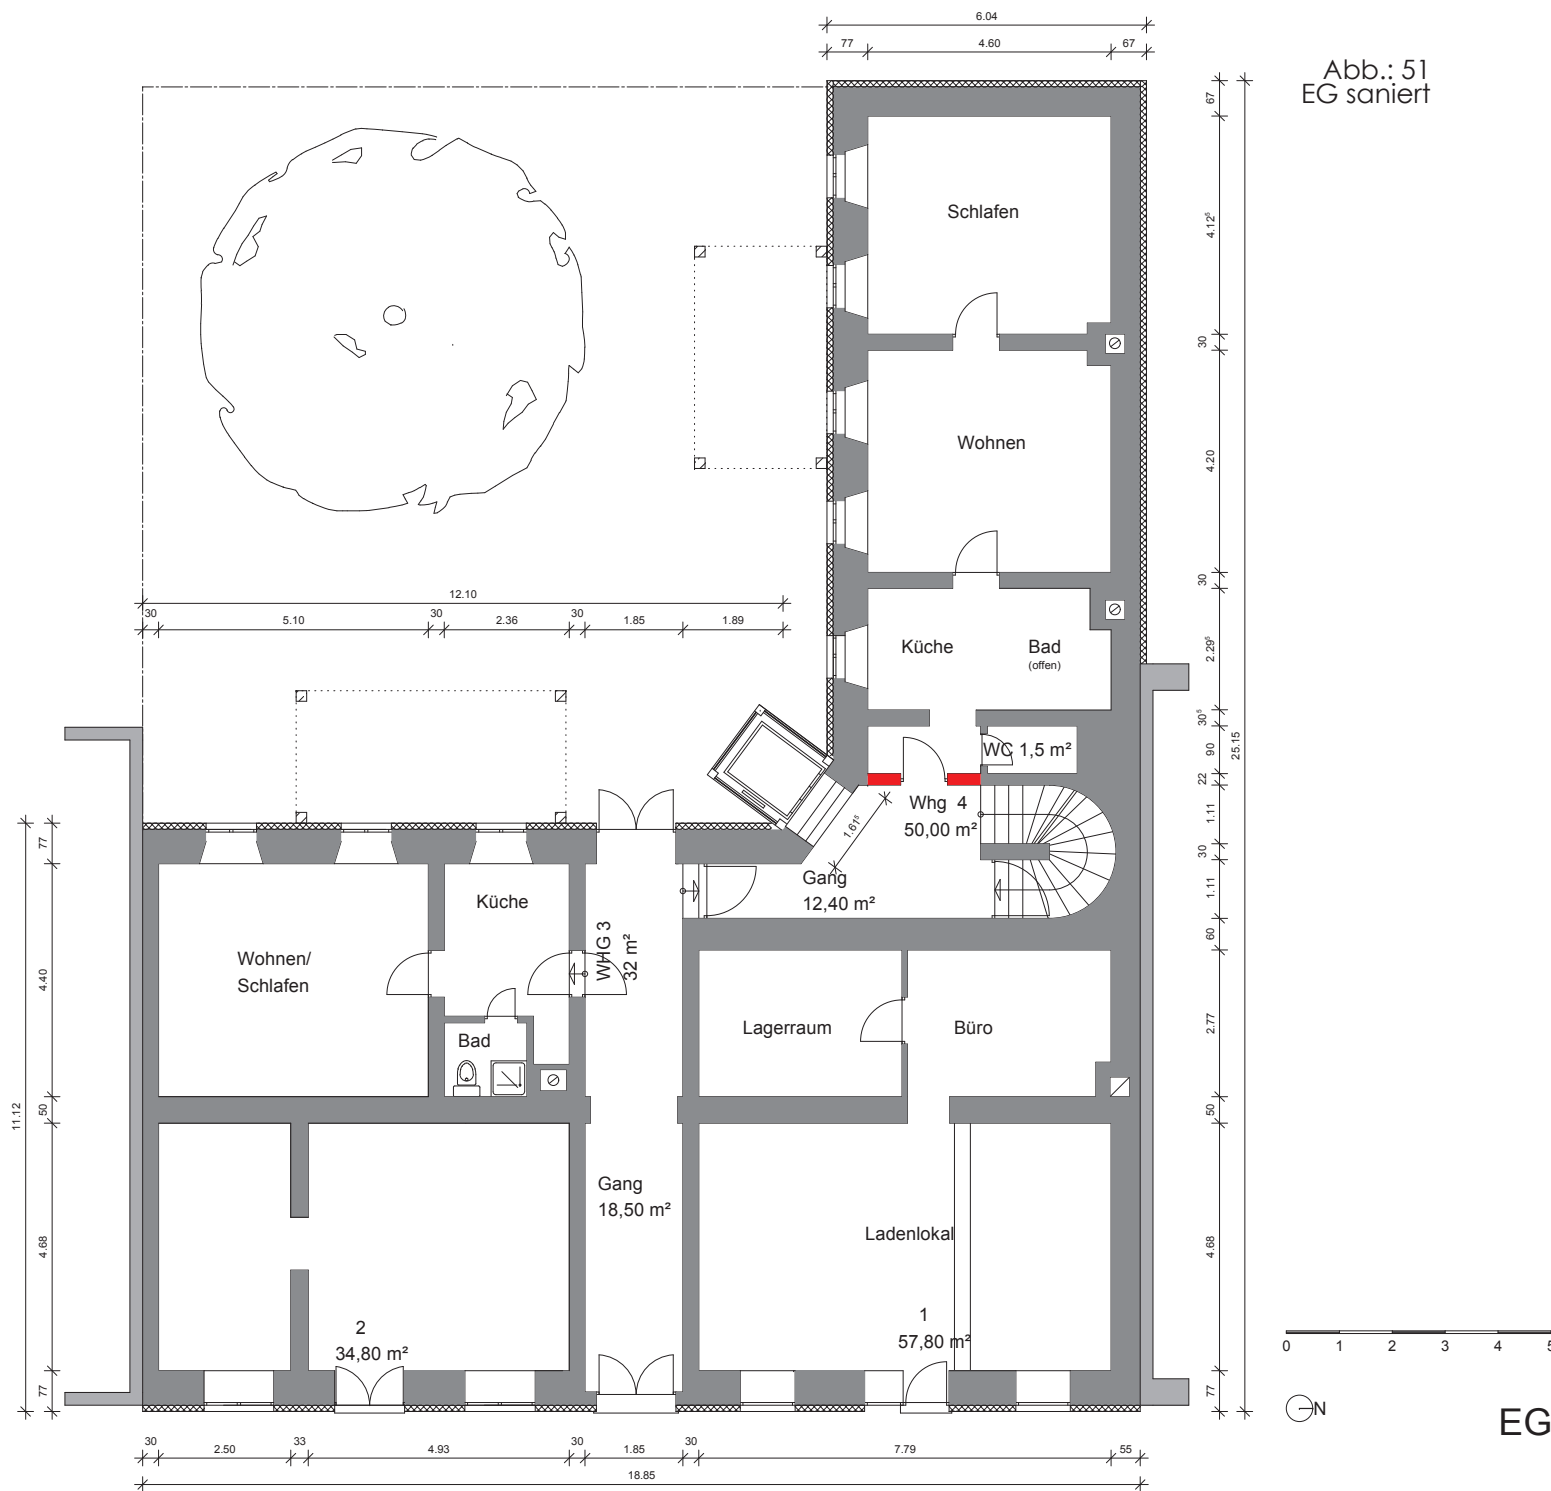 6.04
77
4.60
67
Abb.: 51
EG saniert
67
Schlafen
4.12⁵
30
Wohnen
4.20
30
12.10
30
5.10
30
2.36
30
1.85
1.89
Küche
Bad
(offen)
2.29⁵
30⁵
WC 1,5 m²
90
25.15
22
Whg 4
50,00 m²
1.61⁵
1.11
30
1.11
77
Gang
12,40 m²
60
Küche
WHG 3
32 m²
Wohnen/
Schlafen
4.40
Lagerraum
Büro
2.77
Bad
50
50
11.12
Gang
18,50 m²
Ladenlokal
4.68
4.68
2
34,80 m²
1
57,80 m²
77
77
0 1 2 3 4 5
N
EG
30
2.50
33
4.93
30
1.85
30
7.79
55
18.85